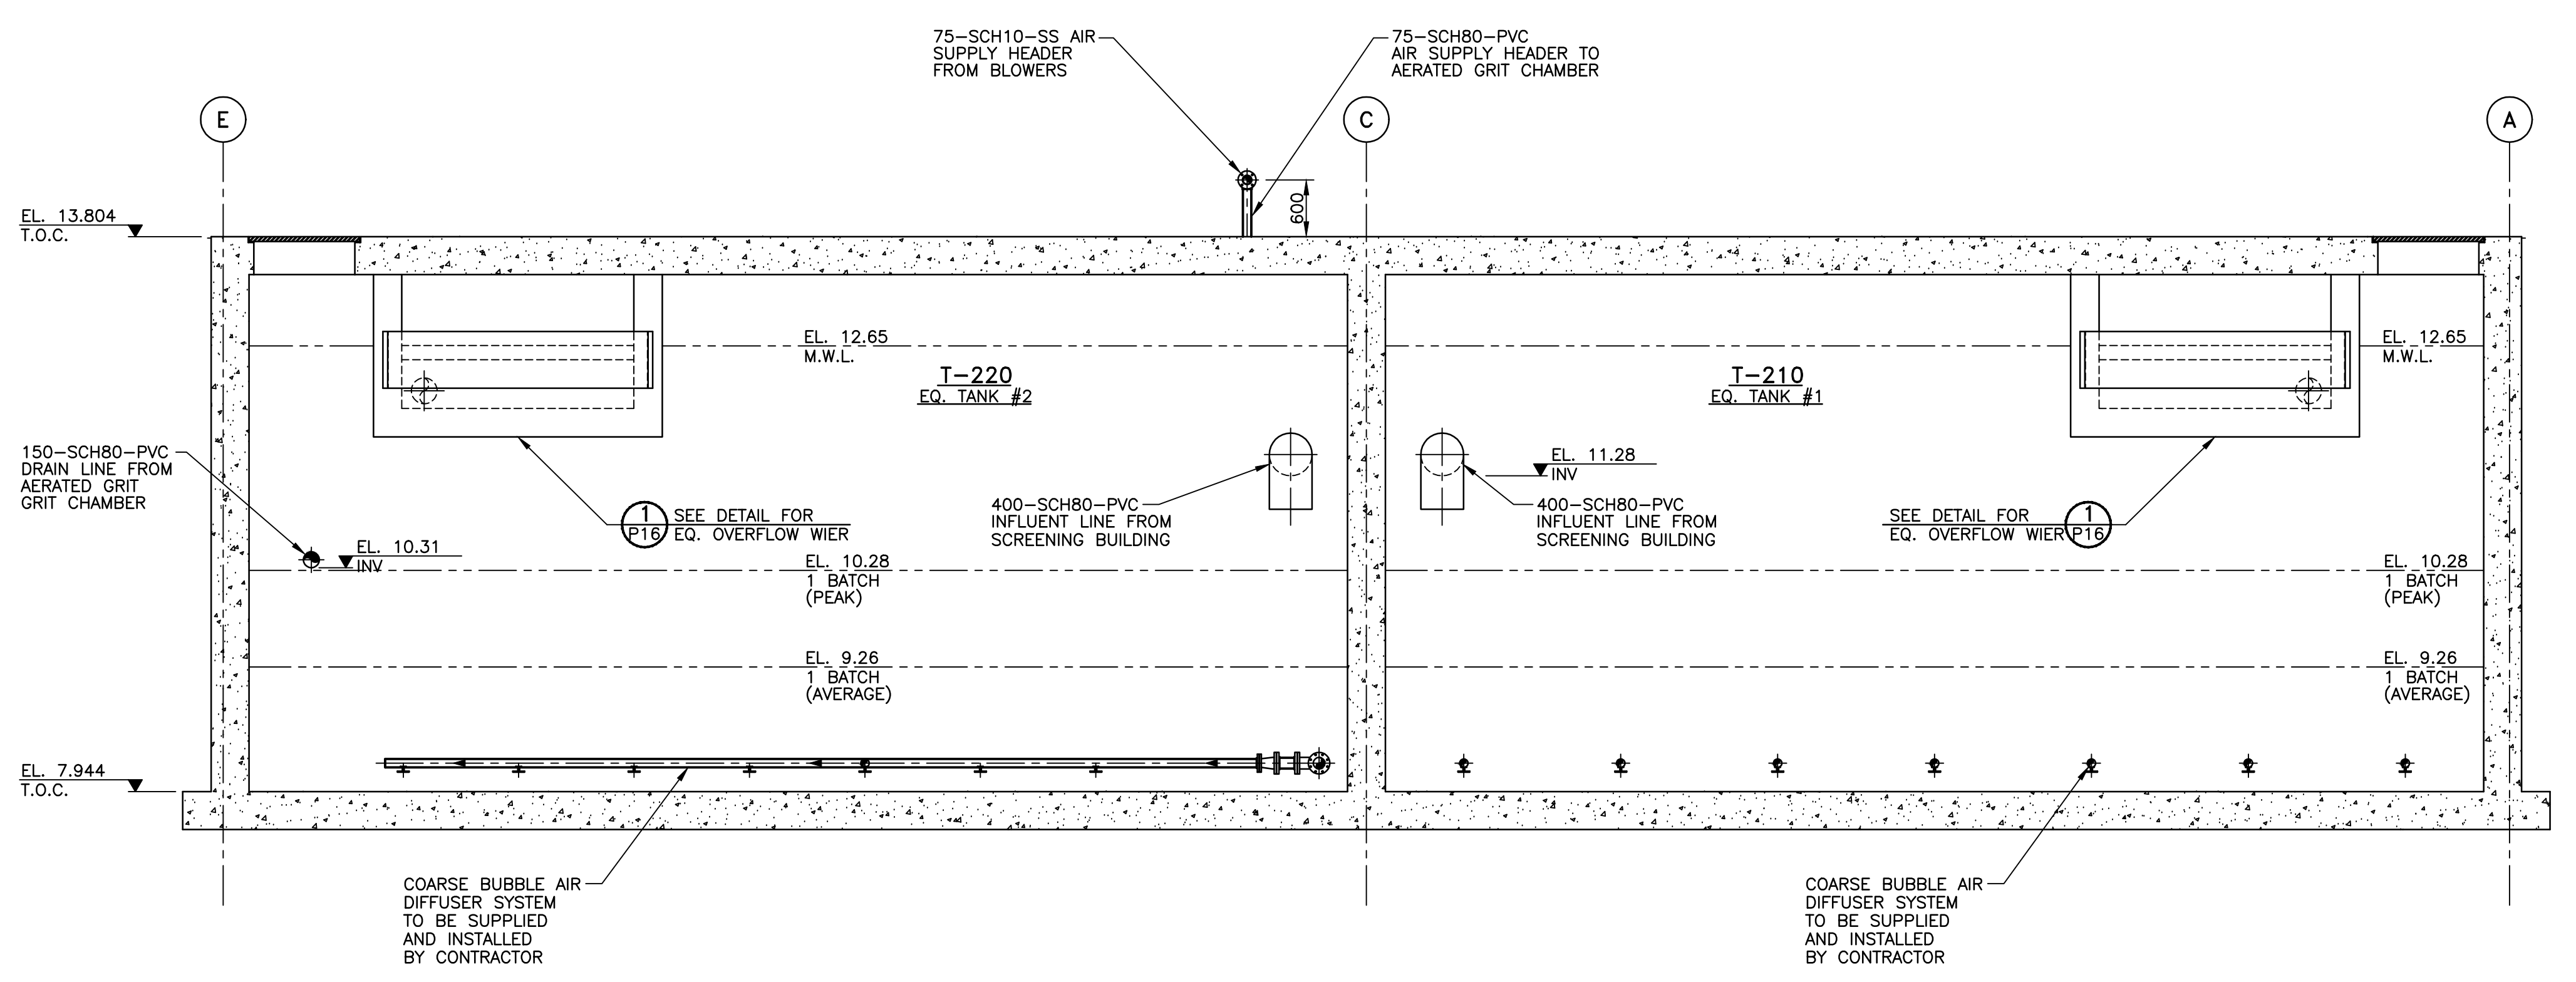 75-SCH10-SS AIR
SUPPLY HEADER
FROM BLOWERS
75-SCH80-PVC
AIR SUPPLY HEADER TO
AERATED GRIT CHAMBER
E
C
A
600
EL. 13.804
T.O.C.
EL. 12.65
M.W.L.
T-220
EQ. TANK #2
T-210
EQ. TANK #1
EL. 12.65
M.W.L.
150-SCH80-PVC
DRAIN LINE FROM
AERATED GRIT
GRIT CHAMBER
EL. 10.31
INV
1
P16
SEE DETAIL FOR
EQ. OVERFLOW WIER
400-SCH80-PVC
INFLUENT LINE FROM
SCREENING BUILDING
EL. 11.28
INV
400-SCH80-PVC
INFLUENT LINE FROM
SCREENING BUILDING
SEE DETAIL FOR
EQ. OVERFLOW WIER
1
P16
EL. 10.28
1 BATCH
(PEAK)
EL. 10.28
1 BATCH
(PEAK)
EL. 9.26
1 BATCH
(AVERAGE)
EL. 9.26
1 BATCH
(AVERAGE)
EL. 7.944
T.O.C.
COARSE BUBBLE AIR
DIFFUSER SYSTEM
TO BE SUPPLIED
AND INSTALLED
BY CONTRACTOR
COARSE BUBBLE AIR
DIFFUSER SYSTEM
TO BE SUPPLIED
AND INSTALLED
BY CONTRACTOR